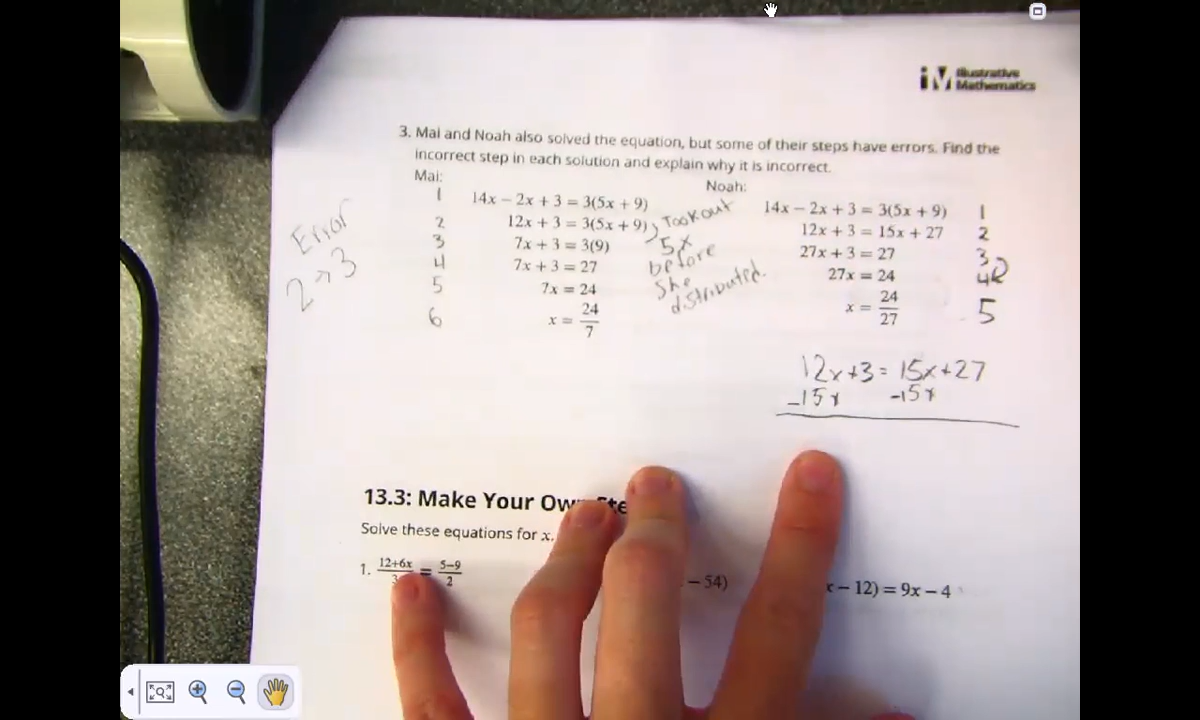 Illustrative
Mathematics
3. Mai and Noah also solved the equation, but some of their steps have errors. Find the
incorrect step in each solution and explain why it is incorrect.
Mai:
1 14x − 2x + 3 = 3(5x + 9)
2 12x + 3 = 3(5x + 9)
3 7x + 3 = 3(9)
4 7x + 3 = 27
5 7x = 24
6 x = 24/7
Error
2 → 3
Took out
5x
before
she
distributed.
Noah:
14x − 2x + 3 = 3(5x + 9) 1
12x + 3 = 15x + 27 2
27x + 3 = 27 3
27x = 24 4
x = 24/27 5
12x+3 = 15x+27
-15x -15x
13.3: Make Your Own Ste
Solve these equations for x.
1. 12+6x/3 = 5−9/2
− 54)
x − 12) = 9x − 4